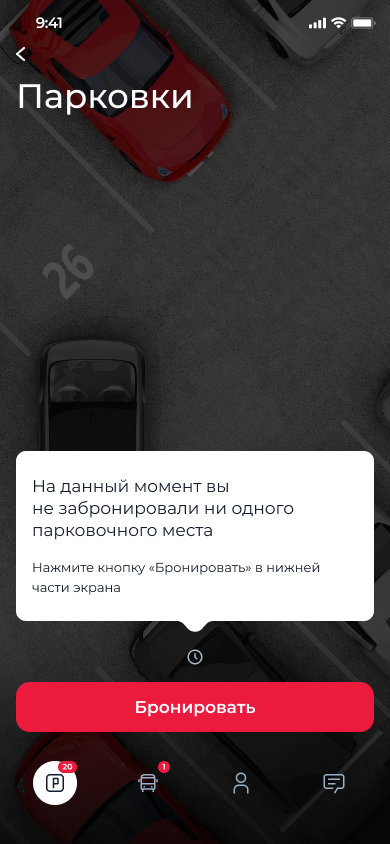 9:41
Парковки
26
На данный момент вы
не забронировали ни одного
парковочного места
Нажмите кнопку «Бронировать» в нижней
части экрана
Бронировать
P
20
1